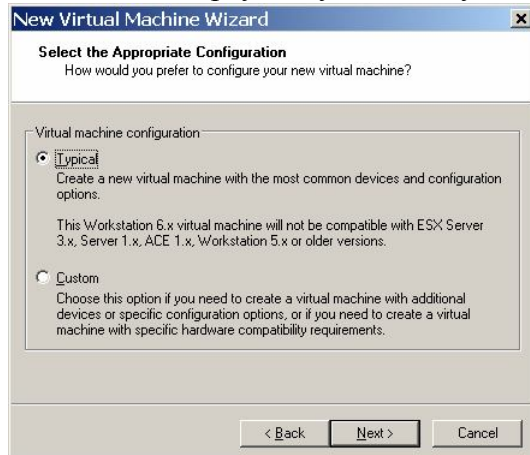 New Virtual Machine Wizard
Select the Appropriate Configuration
How would you prefer to configure your new virtual machine?
Virtual machine configuration
Typical
Create a new virtual machine with the most common devices and configuration
options.
This Workstation 6.x virtual machine will not be compatible with ESX Server
3.x, Server 1.x, ACE 1.x, Workstation 5.x or older versions.
Custom
Choose this option if you need to create a virtual machine with additional
devices or specific configuration options, or if you need to create a virtual
machine with specific hardware compatibility requirements.
< Back Next > Cancel